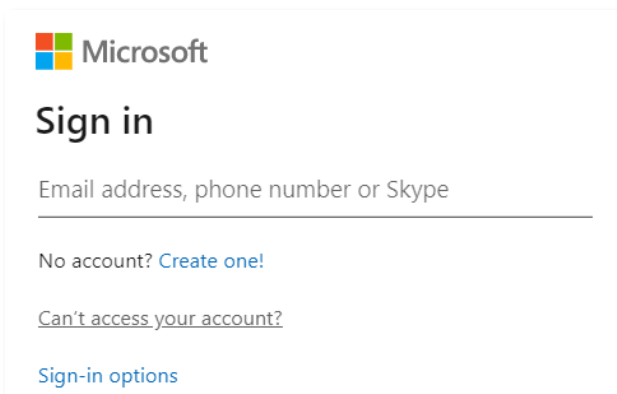 Microsoft
Sign in
Email address, phone number or Skype
No account? Create one!
Can't access your account?
Sign-in options